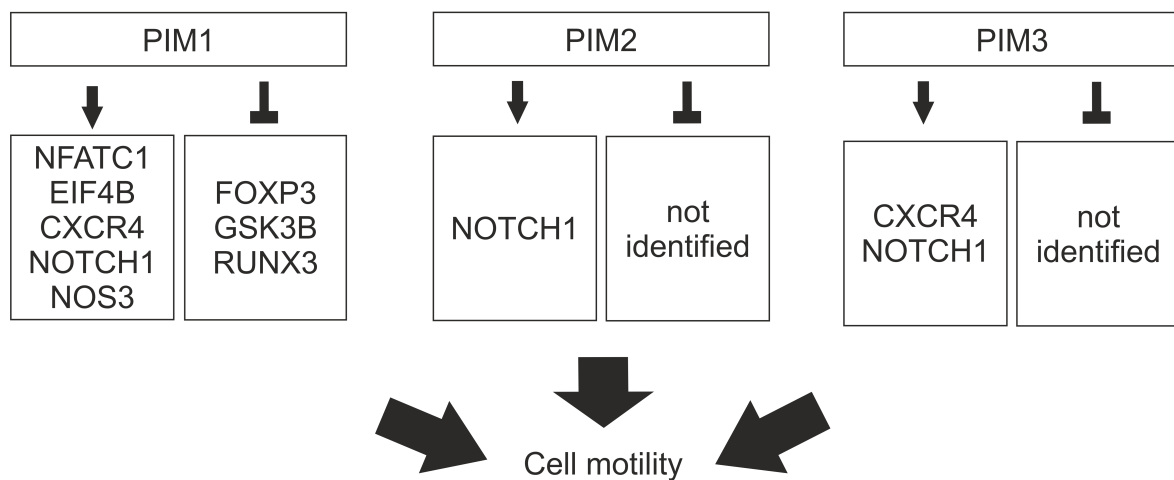 PIM1
NFATC1
EIF4B
CXCR4
NOTCH1
NOS3
FOXP3
GSK3B
RUNX3
PIM2
NOTCH1
not
identified
PIM3
CXCR4
NOTCH1
not
identified
Cell motility